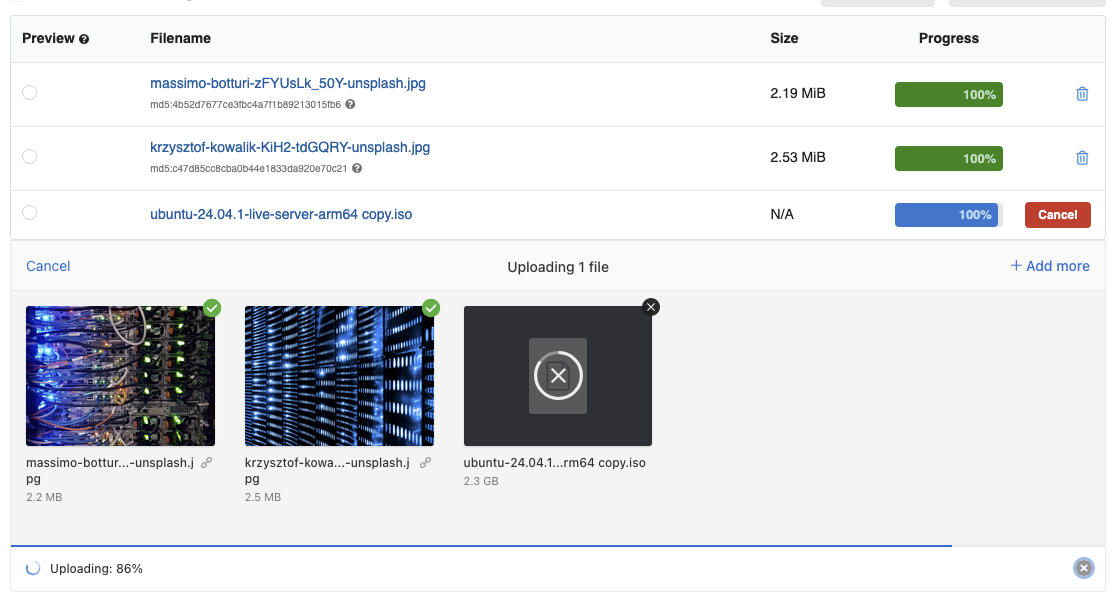 Preview Filename Size Progress
massimo-botturi-zFYUsLk_50Y-unsplash.jpg
md5:4b52d7677ce3fbc4a7f1b89213015fb6
2.19 MiB
100%
krzysztof-kowalik-KiH2-tdGQRY-unsplash.jpg
md5:c47d85cc8cba0b44e1833da920e70c21
2.53 MiB
100%
ubuntu-24.04.1-live-server-arm64 copy.iso
N/A
100%
Cancel
Cancel
Uploading 1 file
+ Add more
massimo-bottur...-unsplash.j
pg
2.2 MB
krzysztof-kowa...-unsplash.j
pg
2.5 MB
ubuntu-24.04.1...rm64 copy.iso
2.3 GB
Uploading: 86%